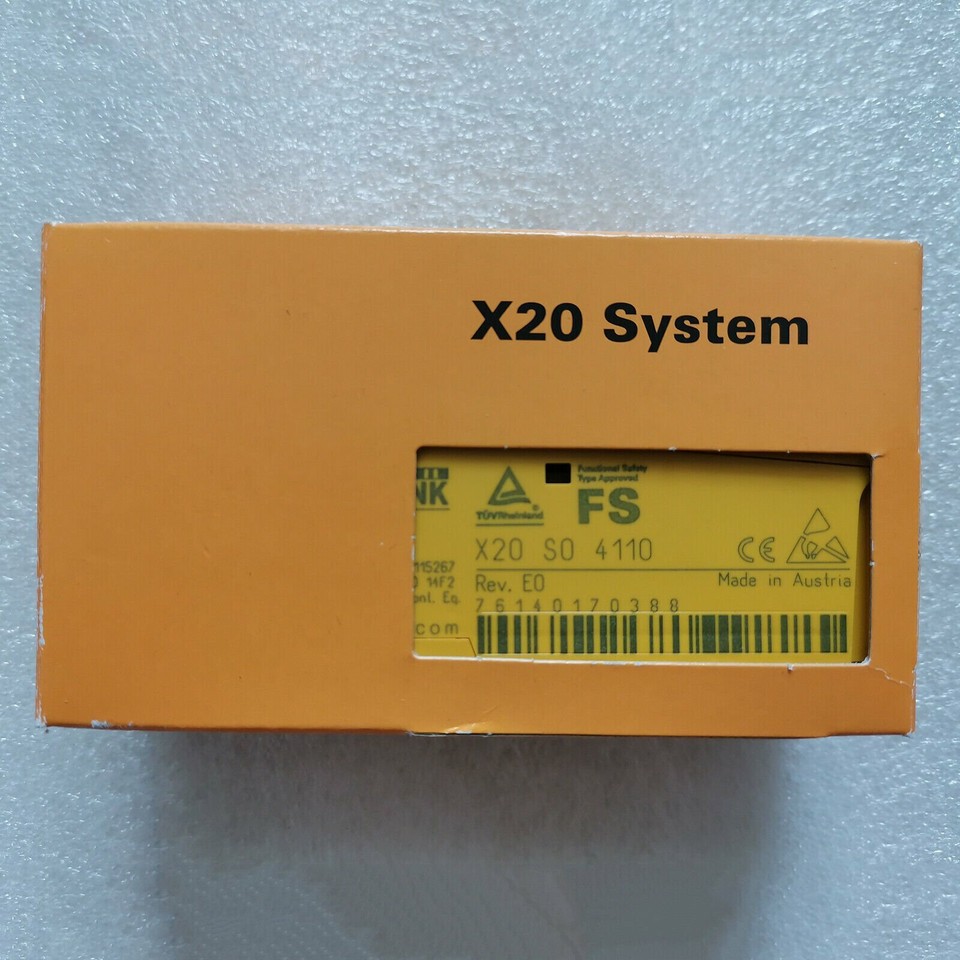 X20 System
NK
TÜVRheinland ®
Functional Safety
Type Approved
FS
X20 SO 4110
CE
115267
14F2
Rev. E0
Made in Austria
onl. Eq.
76140170388
com